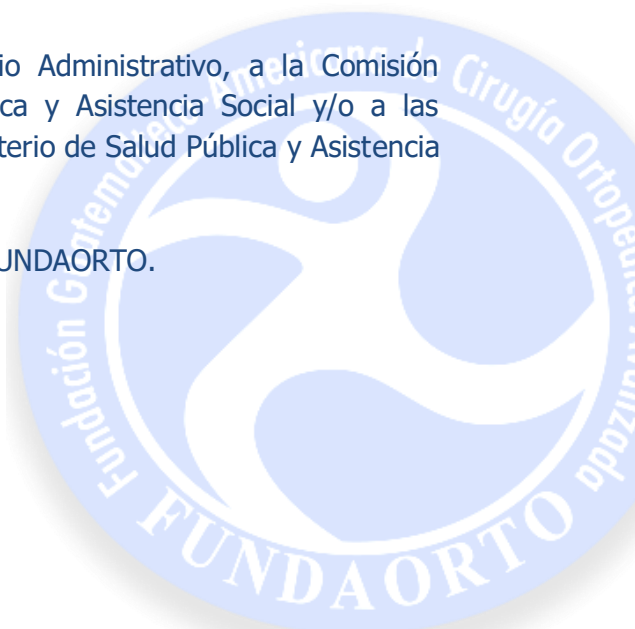 io Administrativo, a la Comisión
ca y Asistencia Social y/o a las
terio de Salud Pública y Asistencia
UNDAORTO.
Fundación Guatemalteco Americana de Cirugía Ortopédica Avanzada
FUNDAORTO